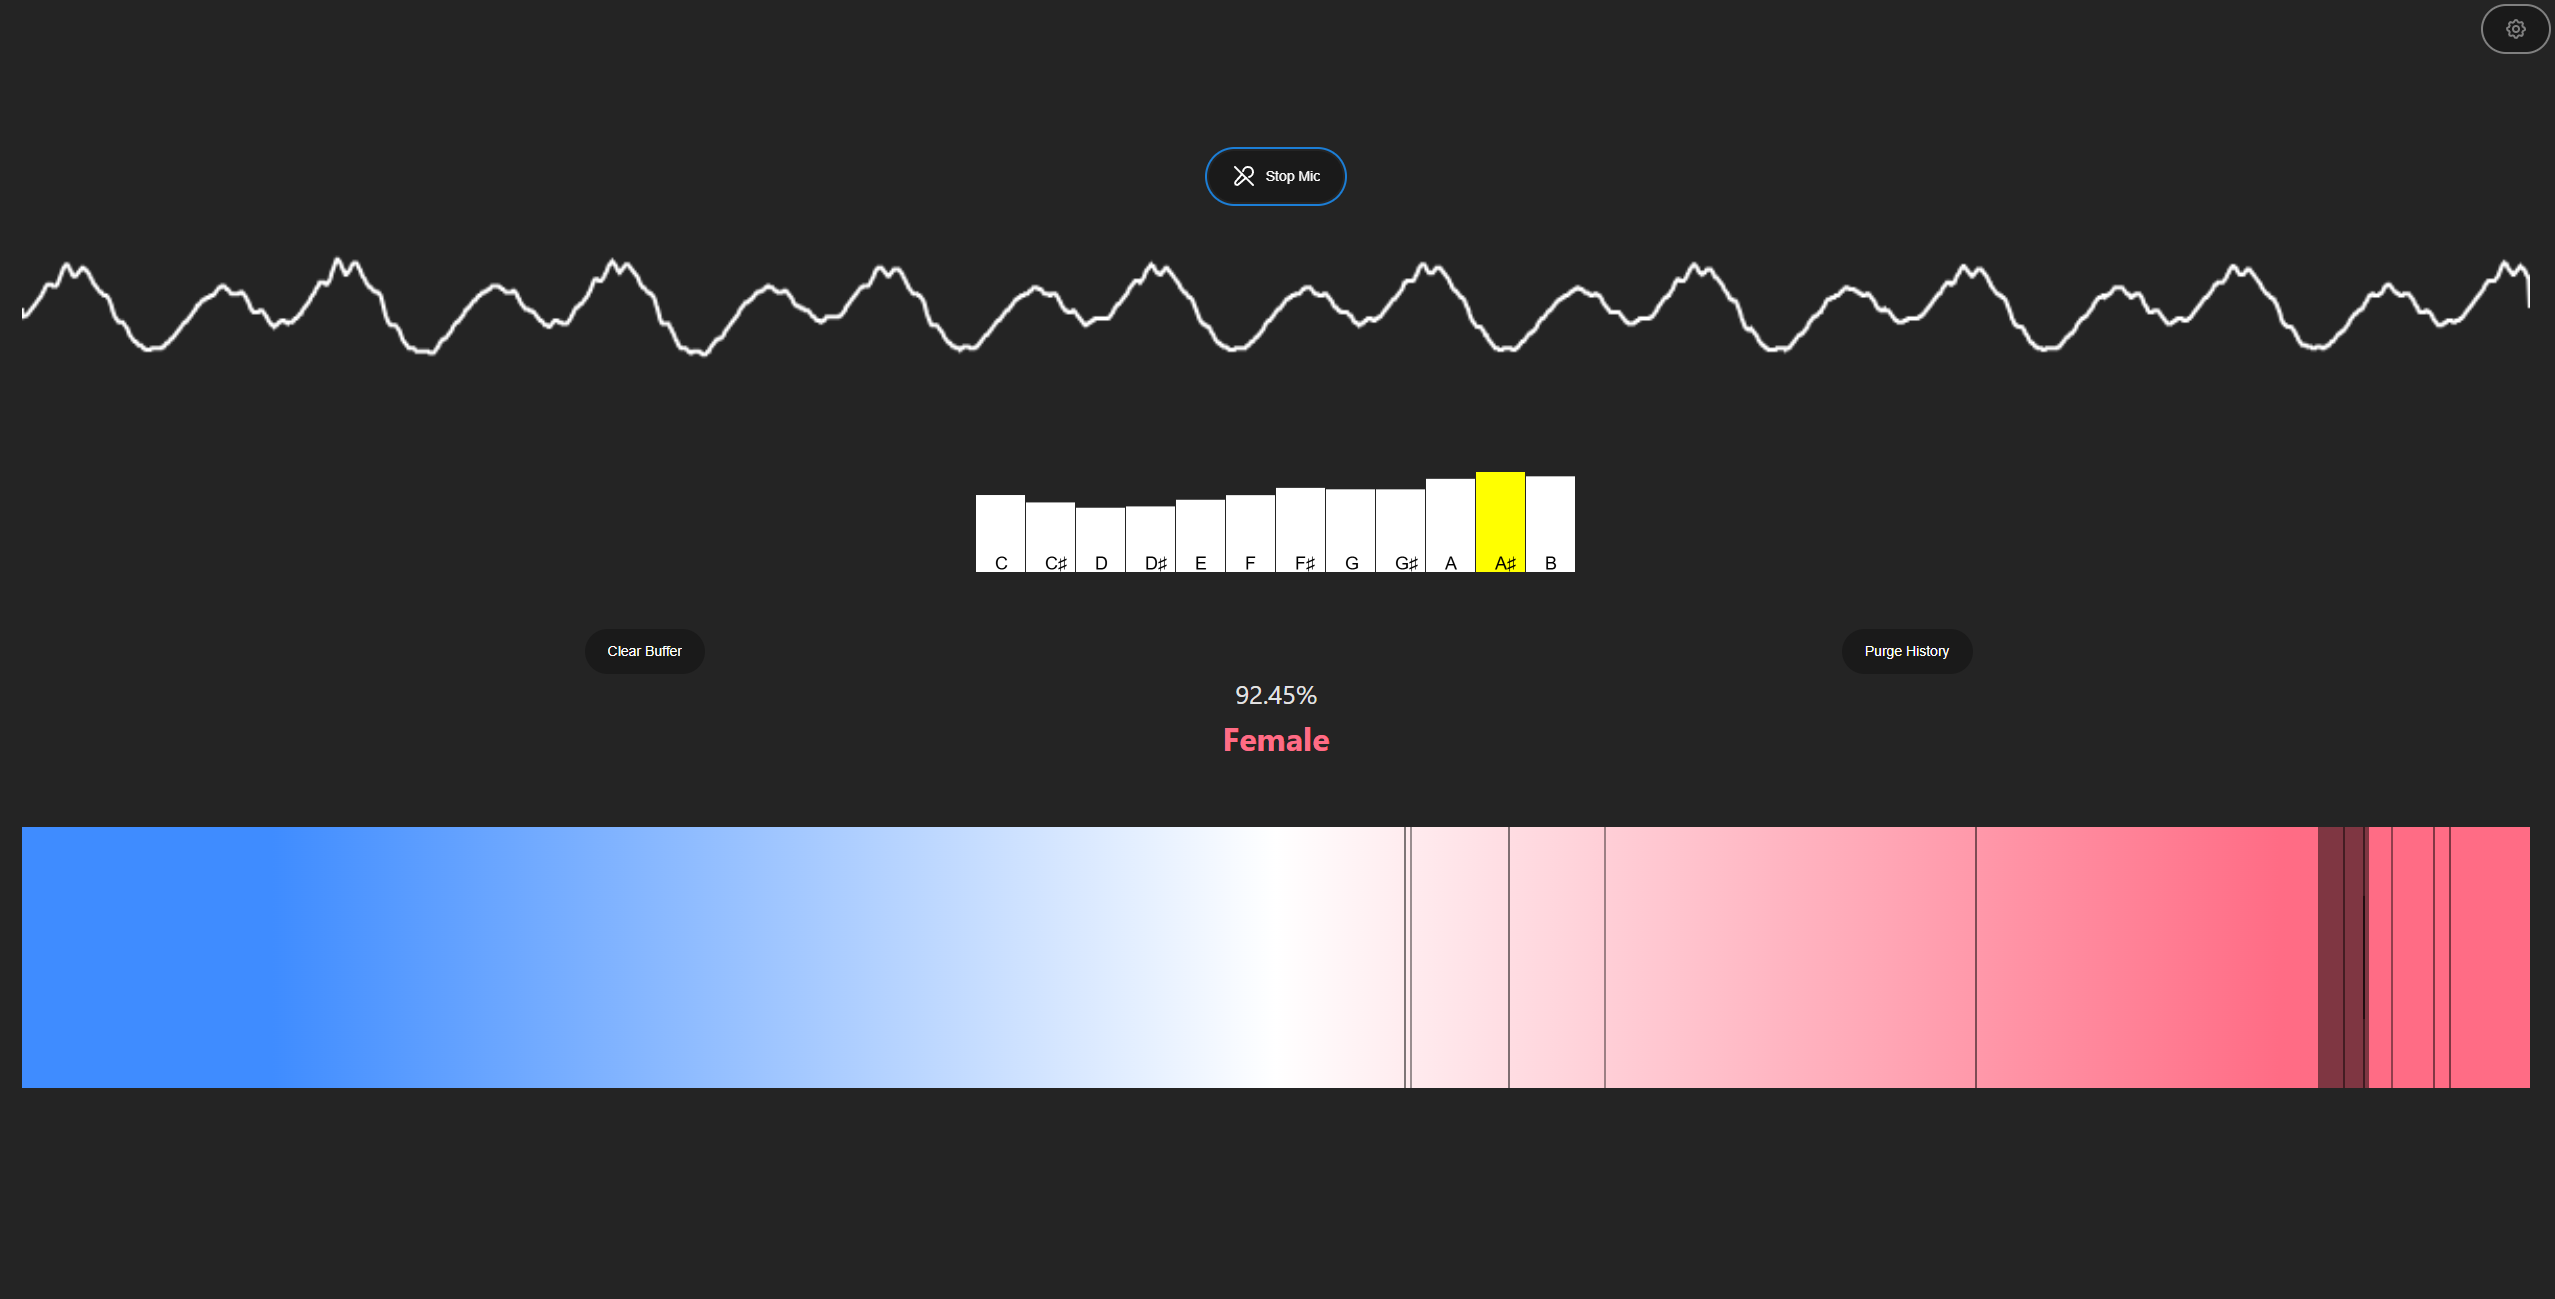 Stop Mic
C C♯ D D♯ E F F♯ G G♯ A A♯ B
Clear Buffer
Purge History
92.45%
Female